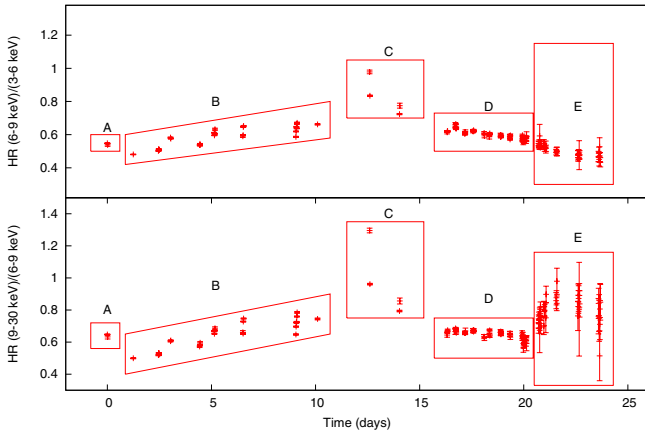 HR (6-9 keV)/(3-6 keV)
1.2
1
0.8
0.6
0.4
A
B
C
D
E
HR (9-30 keV)/(6-9 keV)
1.4
1.2
1
0.8
0.6
0.4
A
B
C
D
E
0
5
10
15
20
25
Time (days)